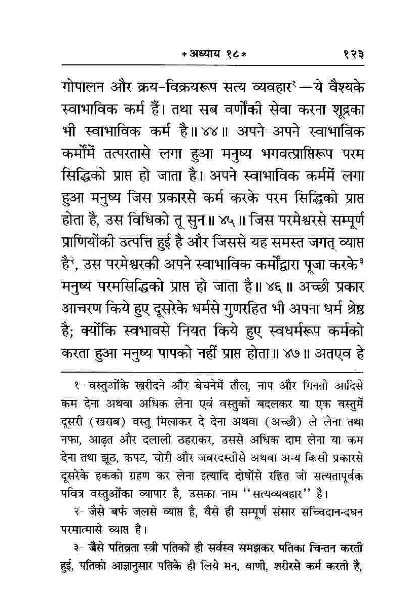 * अध्याय १८ * १२३
गोपालन और क्रय-विक्रयरूप सत्य व्यवहार१—ये वैश्यके
स्वाभाविक कर्म हैं। तथा सब वर्णोंकी सेवा करना शूद्रका
भी स्वाभाविक कर्म है॥ ४४॥ अपने अपने स्वाभाविक
कर्मोंमें तत्परतासे लगा हुआ मनुष्य भगवत्प्राप्तिरूप परम
सिद्धिको प्राप्त हो जाता है। अपने स्वाभाविक कर्ममें लगा
हुआ मनुष्य जिस प्रकारसे कर्म करके परम सिद्धिको प्राप्त
होता है, उस विधिको तू सुन॥ ४५॥ जिस परमेश्वरसे सम्पूर्ण
प्राणियोंकी उत्पत्ति हुई है और जिससे यह समस्त जगत् व्याप्त
है२, उस परमेश्वरकी अपने स्वाभाविक कर्मोंद्वारा पूजा करके३
मनुष्य परमसिद्धिको प्राप्त हो जाता है॥ ४६॥ अच्छी प्रकार
आचरण किये हुए दूसरेके धर्मसे गुणरहित भी अपना धर्म श्रेष्ठ
है; क्योंकि स्वभावसे नियत किये हुए स्वधर्मरूप कर्मको
करता हुआ मनुष्य पापको नहीं प्राप्त होता॥ ४७॥ अतएव हे
१- वस्तुओंके खरीदने और बेचनेमें तौल, नाप और गिनती आदिसे
कम देना अथवा अधिक लेना एवं वस्तुको बदलकर या एक वस्तुमें
दूसरी (खराब) वस्तु मिलाकर दे देना अथवा (अच्छी) ले लेना तथा
नफा, आढ़त और दलाली ठहराकर, उससे अधिक दाम लेना या कम
देना तथा झूठ, कपट, चोरी और जबरदस्तीसे अथवा अन्य किसी प्रकारसे
दूसरेके हकको ग्रहण कर लेना इत्यादि दोषोंसे रहित जो सत्यतापूर्वक
पवित्र वस्तुओंका व्यापार है, उसका नाम "सत्यव्यवहार" है।
२- जैसे बर्फ जलसे व्याप्त है, वैसे ही सम्पूर्ण संसार सच्चिदानन्दघन
परमात्मासे व्याप्त है।
३- जैसे पतिव्रता स्त्री पतिको ही सर्वस्व समझकर पतिका चिन्तन करती
हुई, पतिको आज्ञानुसार पतिके ही लिये मन, वाणी, शरीरसे कर्म करती है,